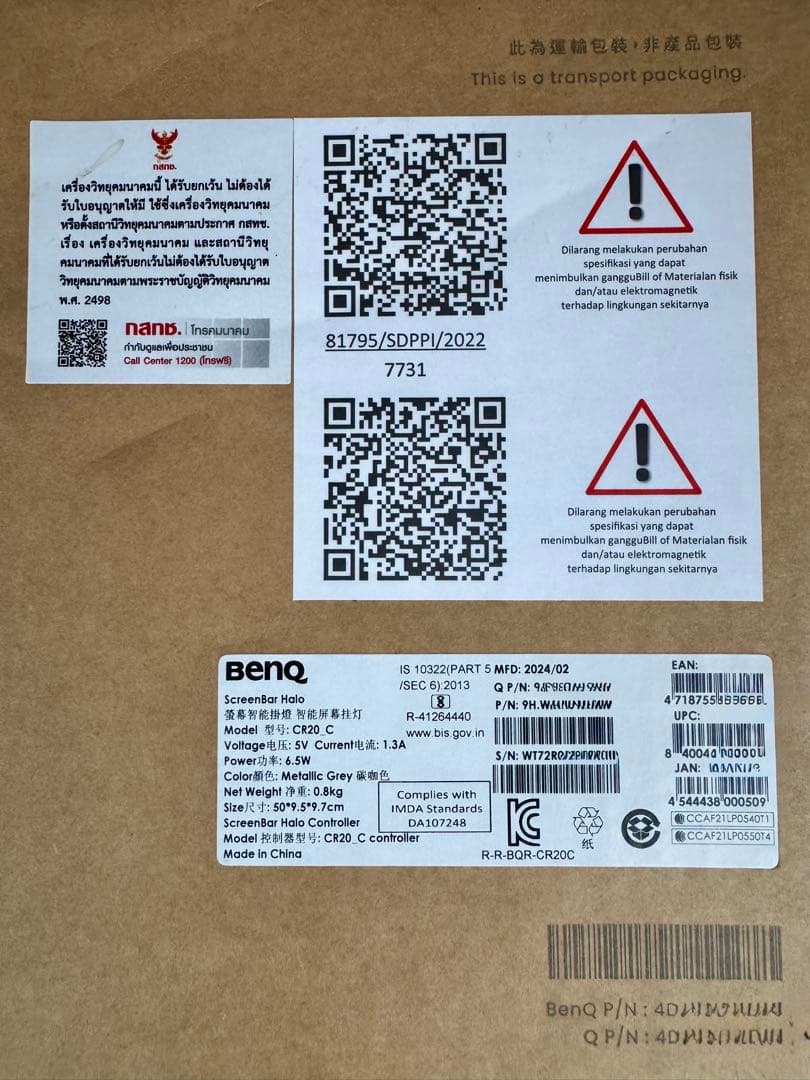 此為運輸包裝，非產品包裝
This is a transport packaging.
กสทช.
เครื่องวิทยุคมนาคมนี้ ได้รับยกเว้น ไม่ต้องได้
รับใบอนุญาตให้มี ใช้ซึ่งเครื่องวิทยุคมนาคม
หรือตั้งสถานีวิทยุคมนาคมตามประกาศ กสทช.
เรื่อง เครื่องวิทยุคมนาคม และสถานีวิทยุ
คมนาคมที่ได้รับยกเว้นไม่ต้องได้รับใบอนุญาต
วิทยุคมนาคมตามพระราชบัญญัติวิทยุคมนาคม
พ.ศ. 2498
กสทช. | โทรคมนาคม
กำกับดูแลเพื่อประชาชน
Call Center 1200 (โทรฟรี)
Dilarang melakukan perubahan
spesifikasi yang dapat
menimbulkan gangguBill of Materialan fisik
dan/atau elektromagnetik
terhadap lingkungan sekitarnya
81795/SDPPI/2022
7731
Dilarang melakukan perubahan
spesifikasi yang dapat
menimbulkan gangguBill of Materialan fisik
dan/atau elektromagnetik
terhadap lingkungan sekitarnya
BenQ
ScreenBar Halo
螢幕智能掛燈 智能屏幕挂灯
Model 型号: CR20_C
Voltage电压: 5V Current电流: 1.3A
Power功率: 6.5W
Color顏色: Metallic Grey 碳咖色
Net Weight 净重: 0.8kg
Size尺寸: 50*9.5*9.7cm
ScreenBar Halo Controller
Model 控制器型号: CR20_C controller
Made in China
IS 10322(PART 5
/SEC 6):2013
8
R-41264440
www.bis.gov.in
Complies with
IMDA Standards
DA107248
MFD: 2024/02
Q P/N:
P/N: 9H.
S/N:
R-R-BQR-CR20C
纸
EAN:
UPC:
JAN:
4 544438 000509
CCAF21LP0540T1
CCAF21LP0550T4
BenQ P/N : 4D
Q P/N : 4D